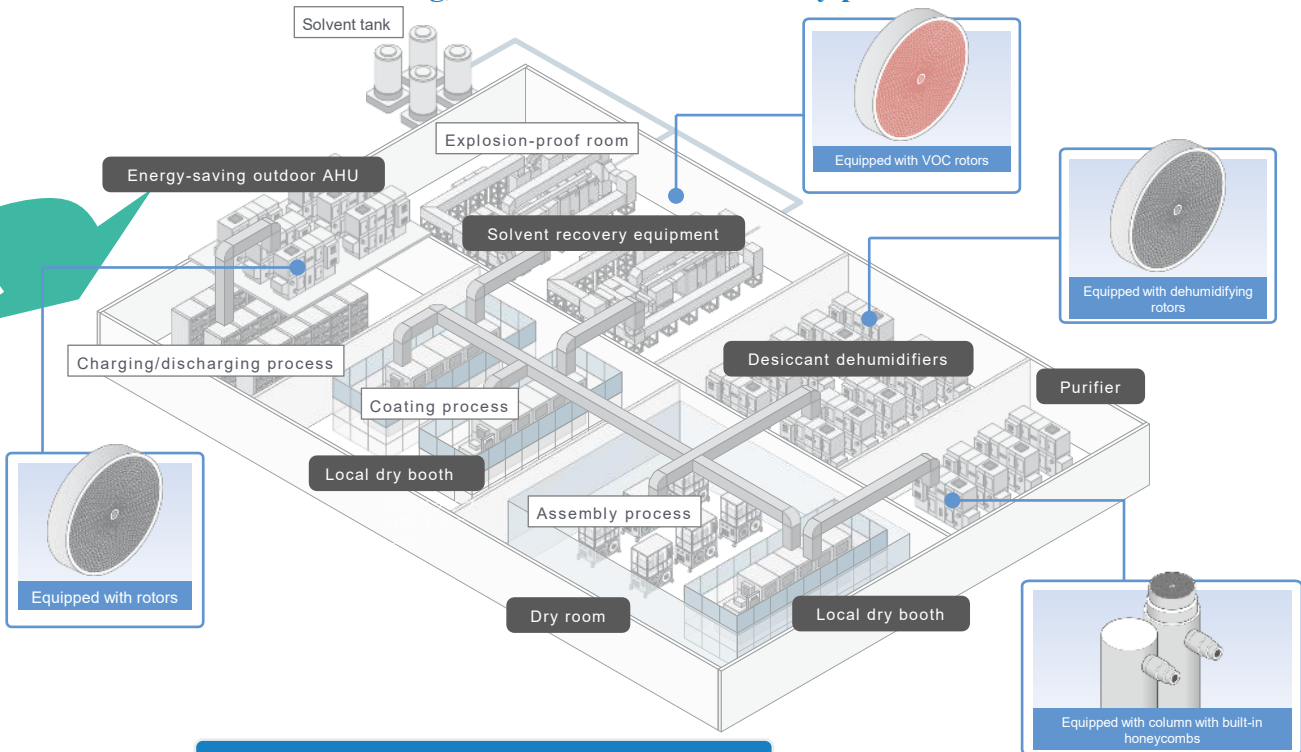 Solvent tank
Equipped with VOC rotors
Explosion-proof room
Energy-saving outdoor AHU
Solvent recovery equipment
Equipped with dehumidifying
rotors
Charging/discharging process
Desiccant dehumidifiers
Purifier
Coating process
Local dry booth
Assembly process
Equipped with rotors
Dry room
Local dry booth
Equipped with column with built-in
honeycombs